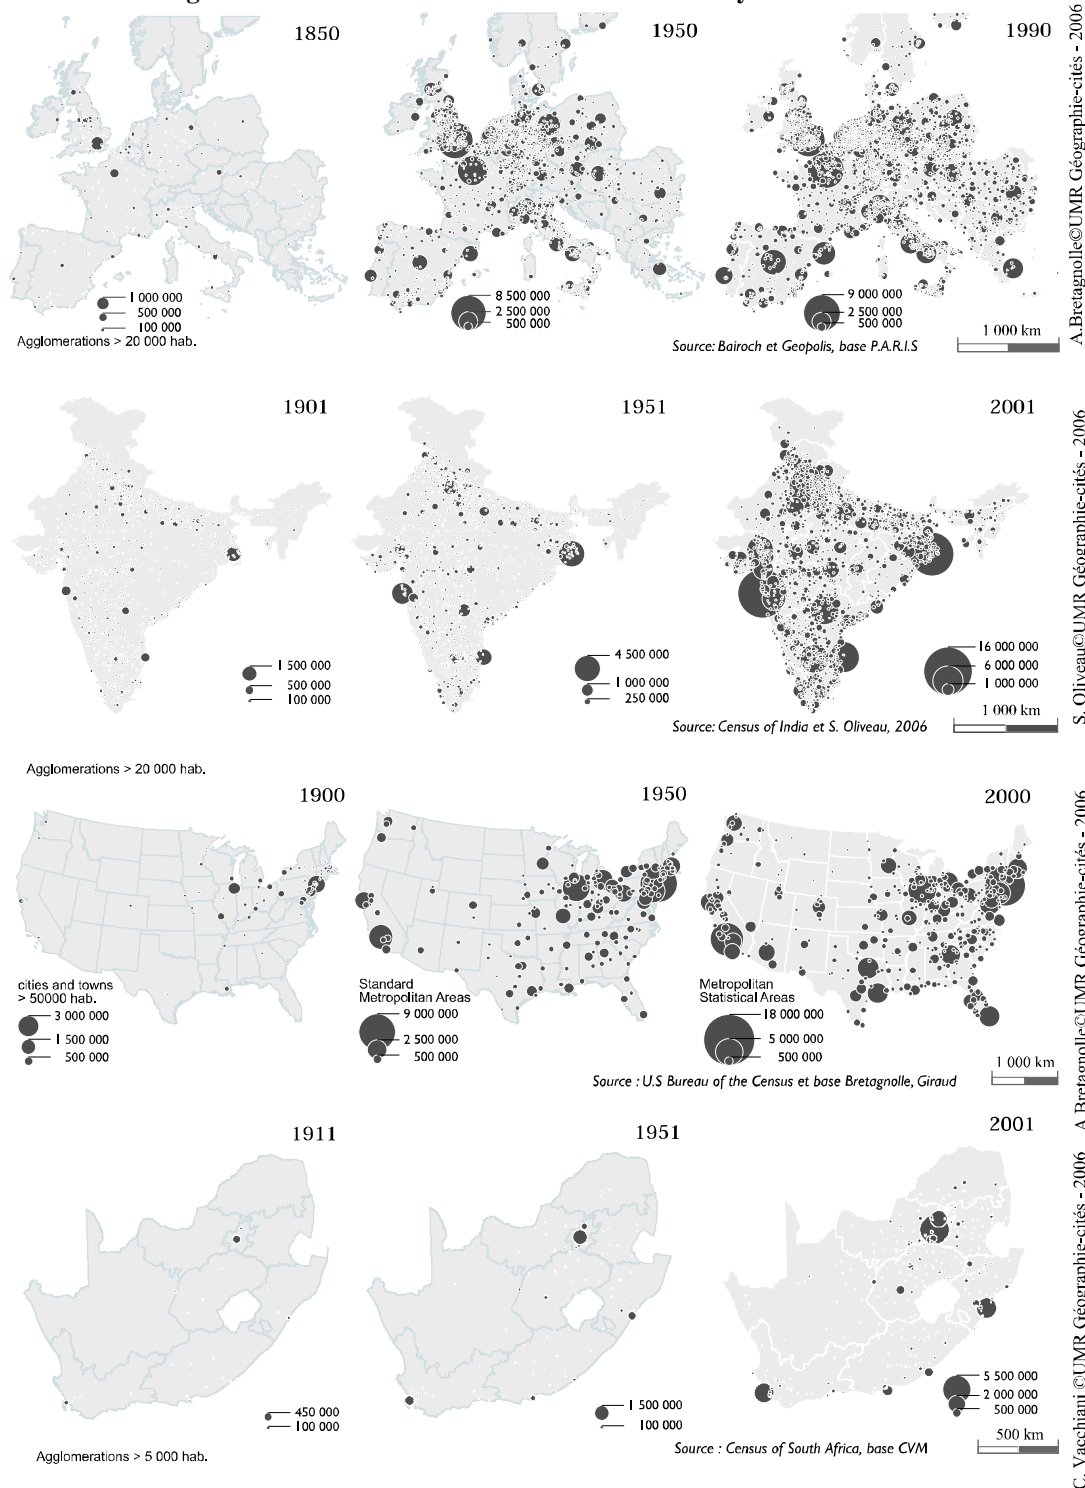 1850
1950
1990
1 000 000
500 000
100 000
Agglomerations > 20 000 hab.
8 500 000
2 500 000
500 000
9 000 000
2 500 000
500 000
1 000 km
Source: Bairoch et Geopolis, base P.A.R.I.S
A.Bretagnolle©UMR Géographie-cités - 2006
1901
1951
2001
1 500 000
500 000
100 000
4 500 000
1 000 000
250 000
16 000 000
6 000 000
1 000 000
1 000 km
Source: Census of India et S. Oliveau, 2006
S. Oliveau©UMR Géographie-cités - 2006
Agglomerations > 20 000 hab.
1900
1950
2000
cities and towns
> 50000 hab.
3 000 000
1 500 000
500 000
Standard
Metropolitan Areas
9 000 000
2 500 000
500 000
Metropolitan
Statistical Areas
18 000 000
5 000 000
500 000
1 000 km
Source : U.S Bureau of the Census et base Bretagnolle, Giraud
A.Bretagnolle©UMR Géographie-cités - 2006
1911
1951
2001
450 000
100 000
1 500 000
100 000
5 500 000
2 000 000
500 000
500 km
Agglomerations > 5 000 hab.
Source : Census of South Africa, base CVM
C. Vacchiani ©UMR Géographie-cités - 2006